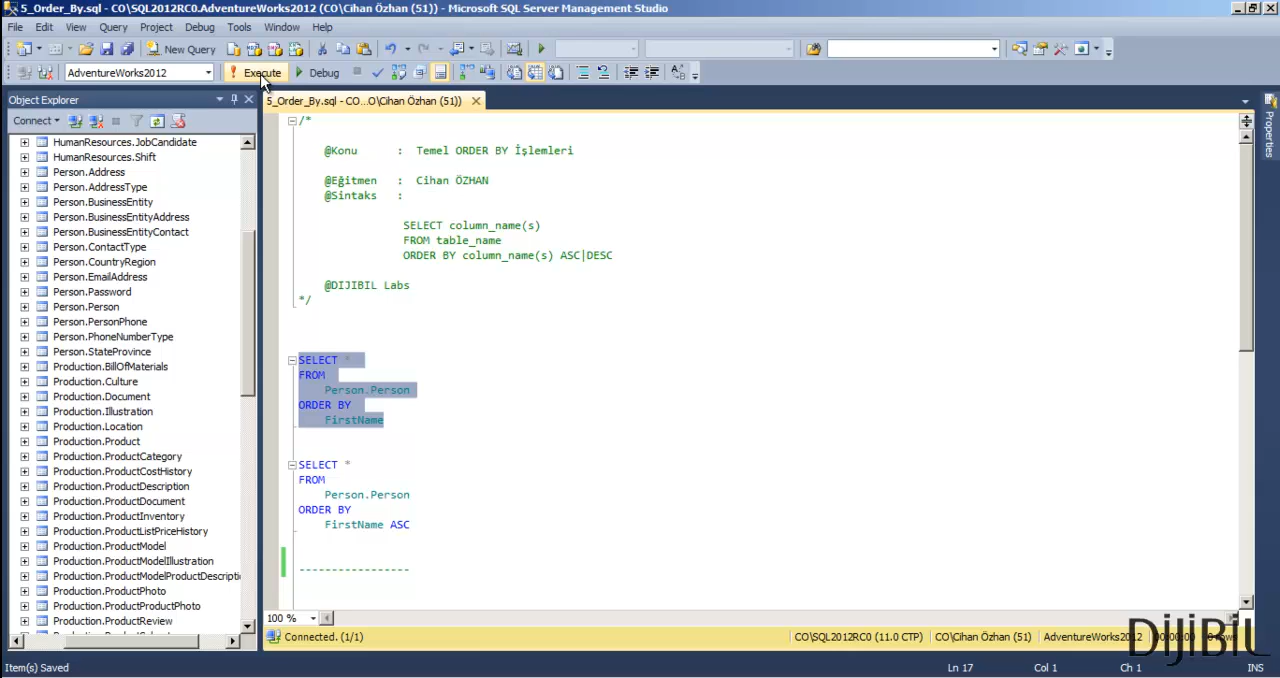 5_Order_By.sql - CO\SQL2012RC0.AdventureWorks2012 (CO\Cihan Özhan (51)) - Microsoft SQL Server Management Studio
File Edit View Query Project Debug Tools Window Help
New Query
AdventureWorks2012 Execute Debug
Object Explorer
5_Order_By.sql - CO...O\Cihan Özhan (51))
Connect
HumanResources.JobCandidate
HumanResources.Shift
Person.Address
Person.AddressType
Person.BusinessEntity
Person.BusinessEntityAddress
Person.BusinessEntityContact
Person.ContactType
Person.CountryRegion
Person.EmailAddress
Person.Password
Person.Person
Person.PersonPhone
Person.PhoneNumberType
Person.StateProvince
Production.BillOfMaterials
Production.Culture
Production.Document
Production.Illustration
Production.Location
Production.Product
Production.ProductCategory
Production.ProductCostHistory
Production.ProductDescription
Production.ProductDocument
Production.ProductInventory
Production.ProductListPriceHistory
Production.ProductModel
Production.ProductModelIllustration
Production.ProductModelProductDescripti
Production.ProductPhoto
Production.ProductProductPhoto
Production.ProductReview
/*
@Konu : Temel ORDER BY İşlemleri
@Eğitmen : Cihan ÖZHAN
@Sintaks :
SELECT column_name(s)
FROM table_name
ORDER BY column_name(s) ASC|DESC
@DIJIBIL Labs
*/
SELECT *
FROM
Person.Person
ORDER BY
FirstName
SELECT *
FROM
Person.Person
ORDER BY
FirstName ASC
-----------------
Properties
100 %
Connected. (1/1)
CO\SQL2012RC0 (11.0 CTP) CO\Cihan Özhan (51) AdventureWorks2012 00:00:00 0 rows
DijiBiL
Item(s) Saved
Ln 17 Col 1 Ch 1 INS